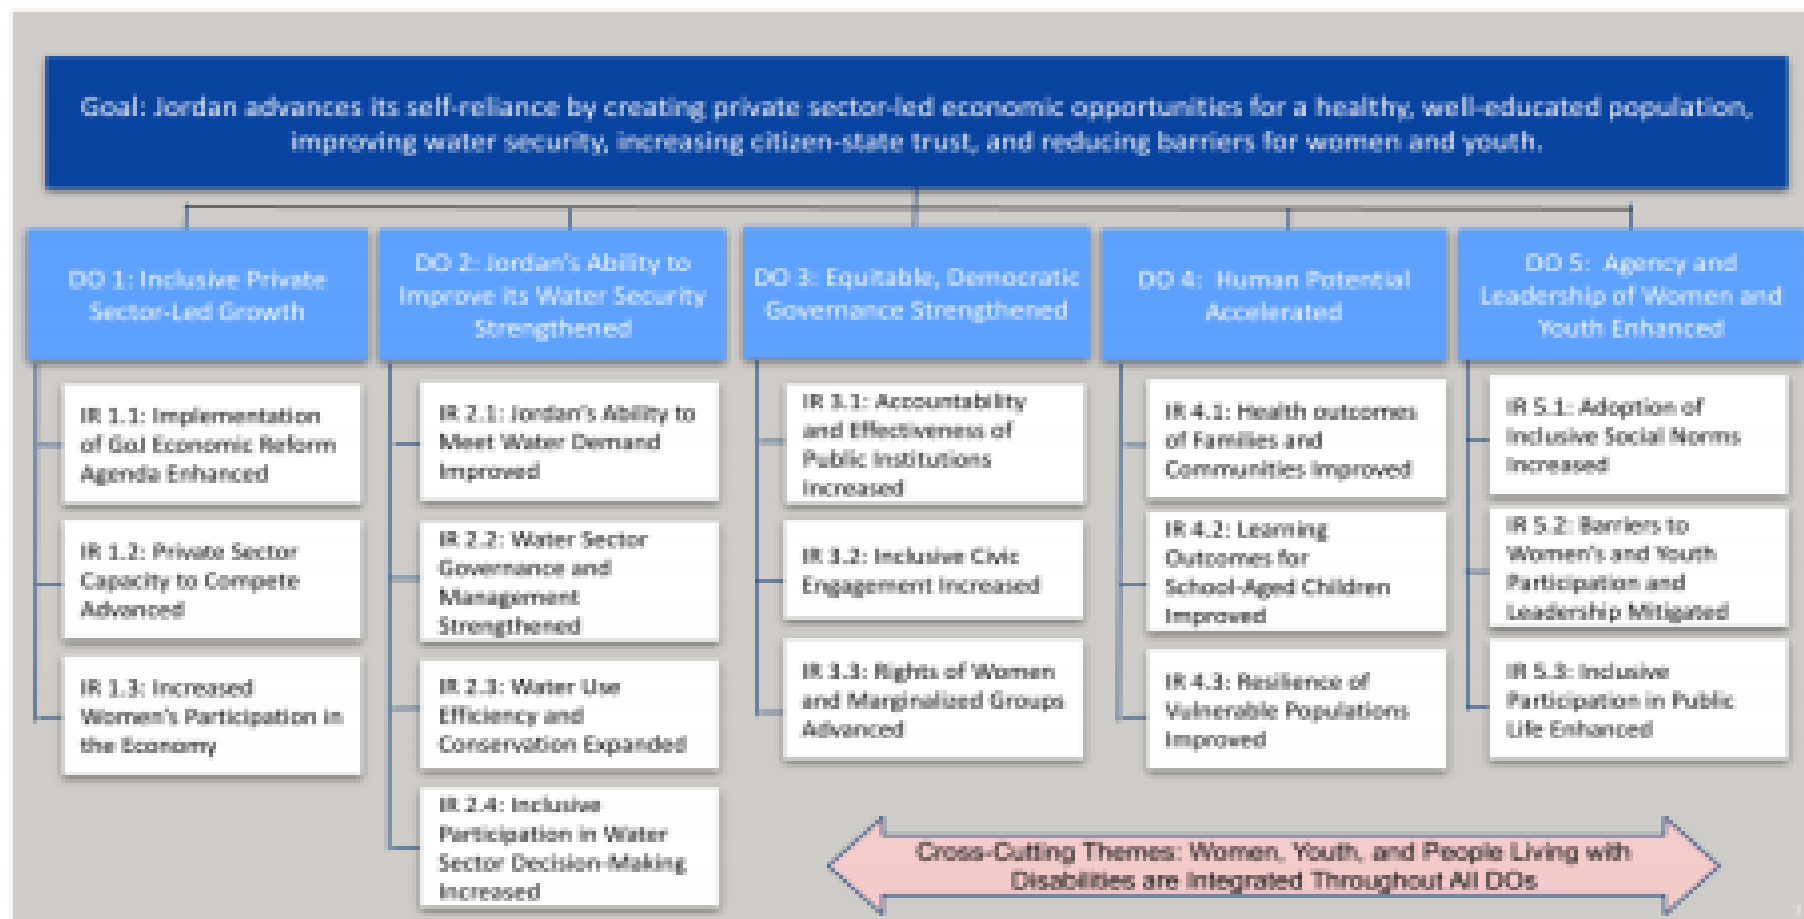 Goal: Jordan advances its self-reliance by creating private sector-led economic opportunities for a healthy, well-educated population,
improving water security, increasing citizen-state trust, and reducing barriers for women and youth.
DO 1: Inclusive Private
Sector-Led Growth
IR 1.1: Implementation
of GoJ Economic Reform
Agenda Enhanced
IR 1.2: Private Sector
Capacity to Compete
Advanced
IR 1.3: Increased
Women's Participation in
the Economy
DO 2: Jordan's Ability to
Improve its Water Security
Strengthened
IR 2.1: Jordan's Ability to
Meet Water Demand
Improved
IR 2.2: Water Sector
Governance and
Management
Strengthened
IR 2.3: Water Use
Efficiency and
Conservation Expanded
IR 2.4: Inclusive
Participation in Water
Sector Decision-Making
Increased
DO 3: Equitable, Democratic
Governance Strengthened
IR 3.1: Accountability
and Effectiveness of
Public Institutions
Increased
IR 3.2: Inclusive Civic
Engagement Increased
IR 3.3: Rights of Women
and Marginalized Groups
Advanced
DO 4:  Human Potential
Accelerated
IR 4.1: Health outcomes
of Families and
Communities Improved
IR 4.2: Learning
Outcomes for
School-Aged Children
Improved
IR 4.3: Resilience of
Vulnerable Populations
Improved
DO 5:  Agency and
Leadership of Women and
Youth Enhanced
IR 5.1: Adoption of
Inclusive Social Norms
Increased
IR 5.2: Barriers to
Women's and Youth
Participation and
Leadership Mitigated
IR 5.3: Inclusive
Participation in Public
Life Enhanced
Cross-Cutting Themes: Women, Youth, and People Living with
Disabilities are Integrated Throughout All DOs